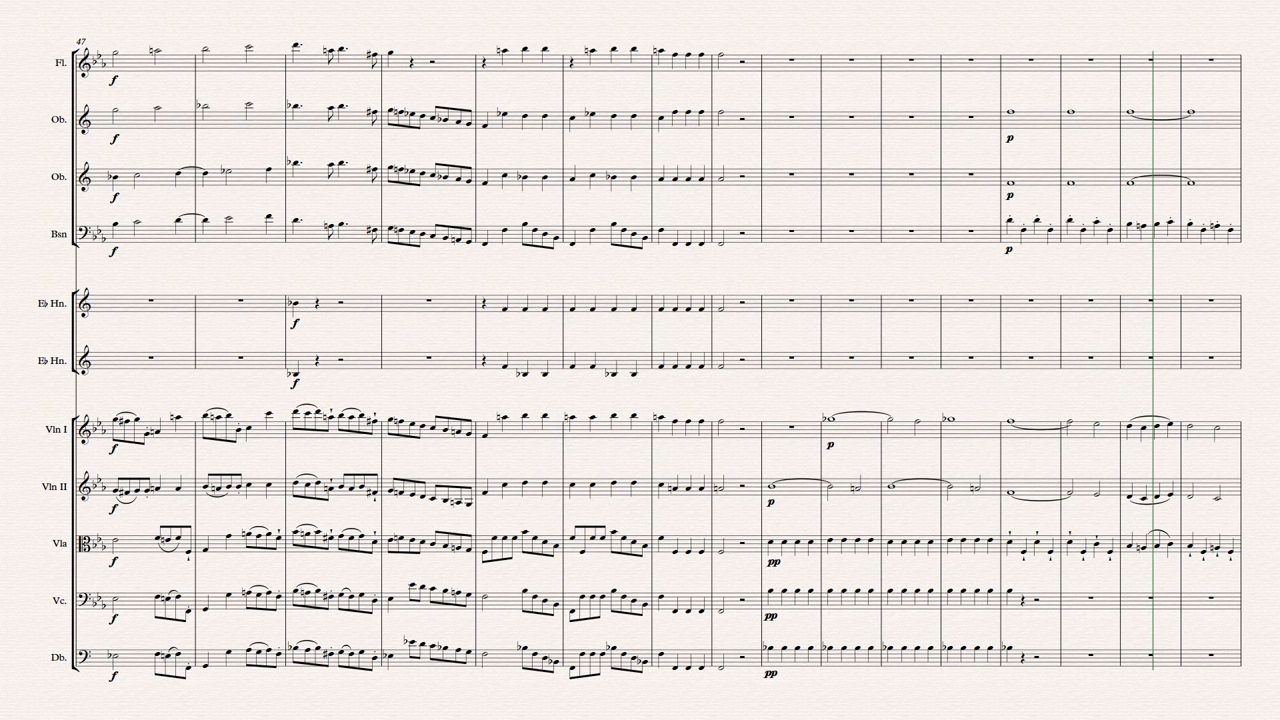 47
Fl.
f
Ob.
f
p
Ob.
f
p
Bsn
f
p
E♭ Hn.
f
E♭ Hn.
f
Vln I
f
p
Vln II
f
p
Vla
f
pp
Vc.
f
pp
Db.
f
pp